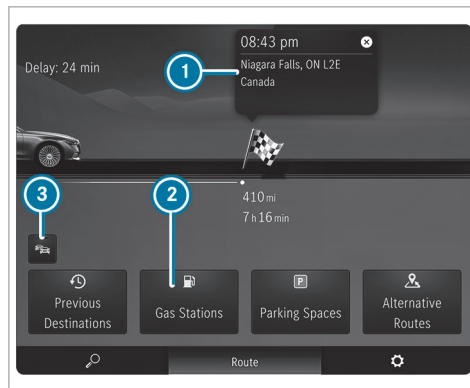 08:43 pm
Delay: 24 min
1
Niagara Falls, ON L2E
Canada
3
2
410 mi
7 h 16 min
P
Previous
Destinations
Gas Stations
Parking Spaces
Alternative
Routes
Route